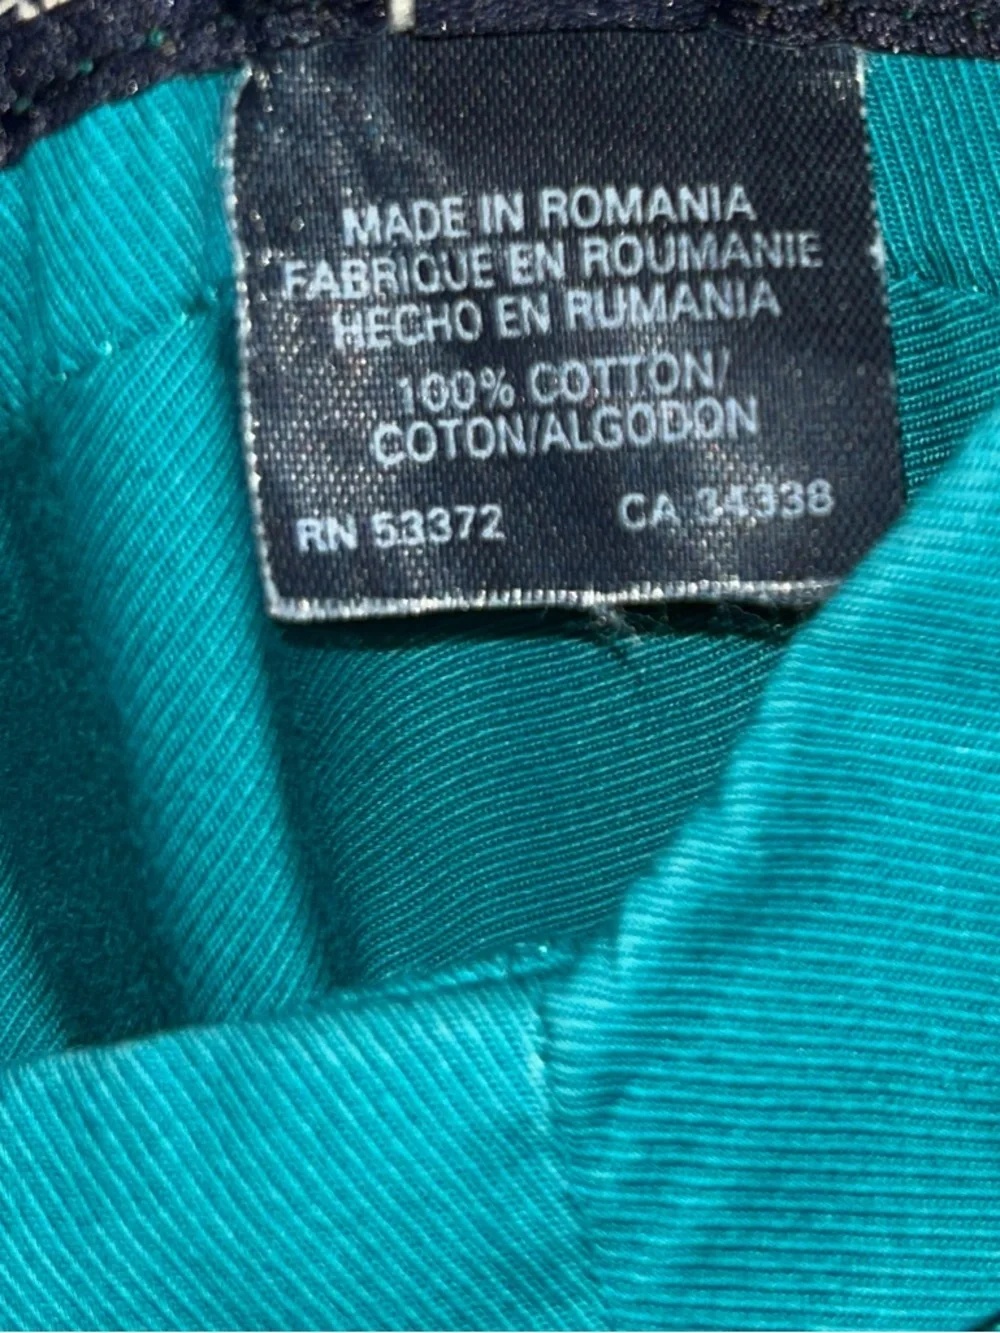 MADE IN ROMANIA
FABRIQUE EN ROUMANIE
HECHO EN RUMANIA
100% COTTON/
COTON/ALGODON
RN 53372 CA 34338